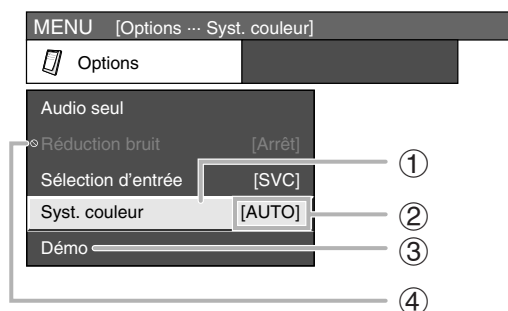 MENU [Options ··· Syst. couleur]
Options
Audio seul
Réduction bruit [Arrêt]
Sélection d'entrée [SVC]
Syst. couleur [AUTO]
Démo
①
②
③
④